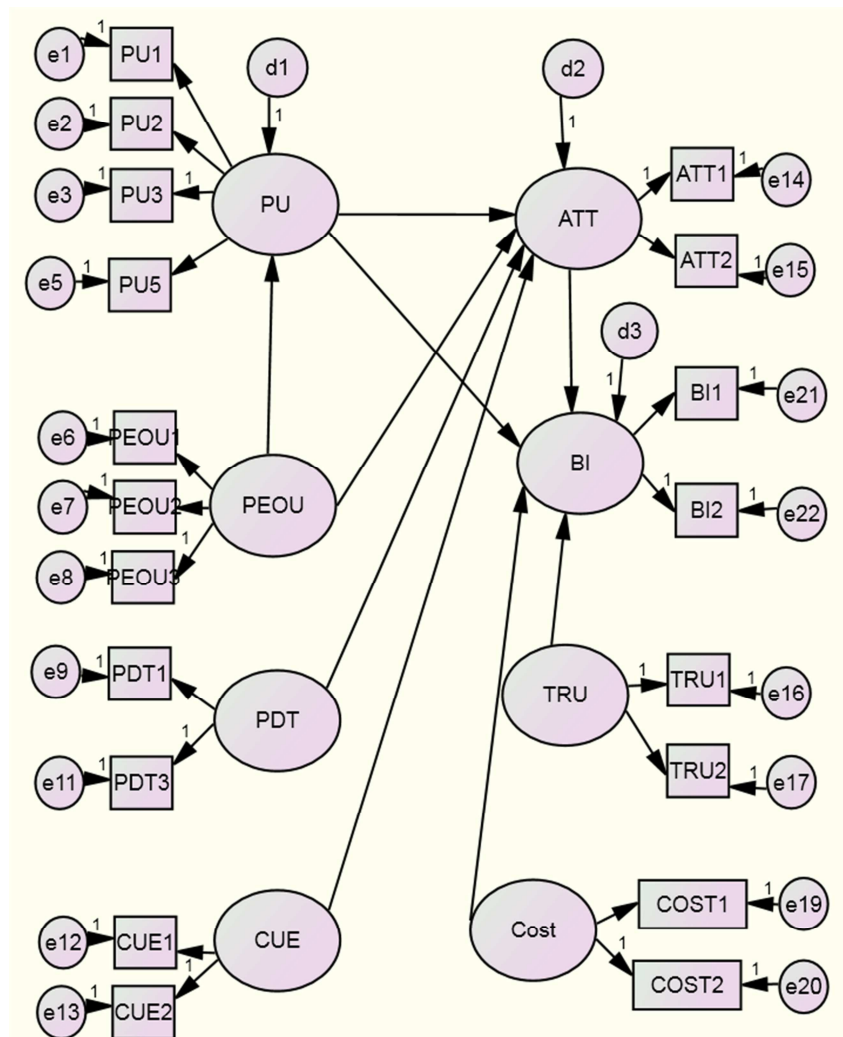 e1 1 PU1
e2 1 PU2
e3 1 PU3 1
e5 1 PU5
d1
1
PU
d2
1
ATT
1 ATT1 1 e14
ATT2 1 e15
d3
1
BI
BI1 1 e21
1 BI2 1 e22
e6 1 PEOU1
e7 1 PEOU2
e8 1 PEOU3 1
PEOU
e9 1 PDT1
e11 1 PDT3 1
PDT
TRU
1 TRU1 1 e16
TRU2 1 e17
e12 1 CUE1
e13 1 CUE2 1
CUE
Cost
COST1 1 e19
1 COST2 1 e20